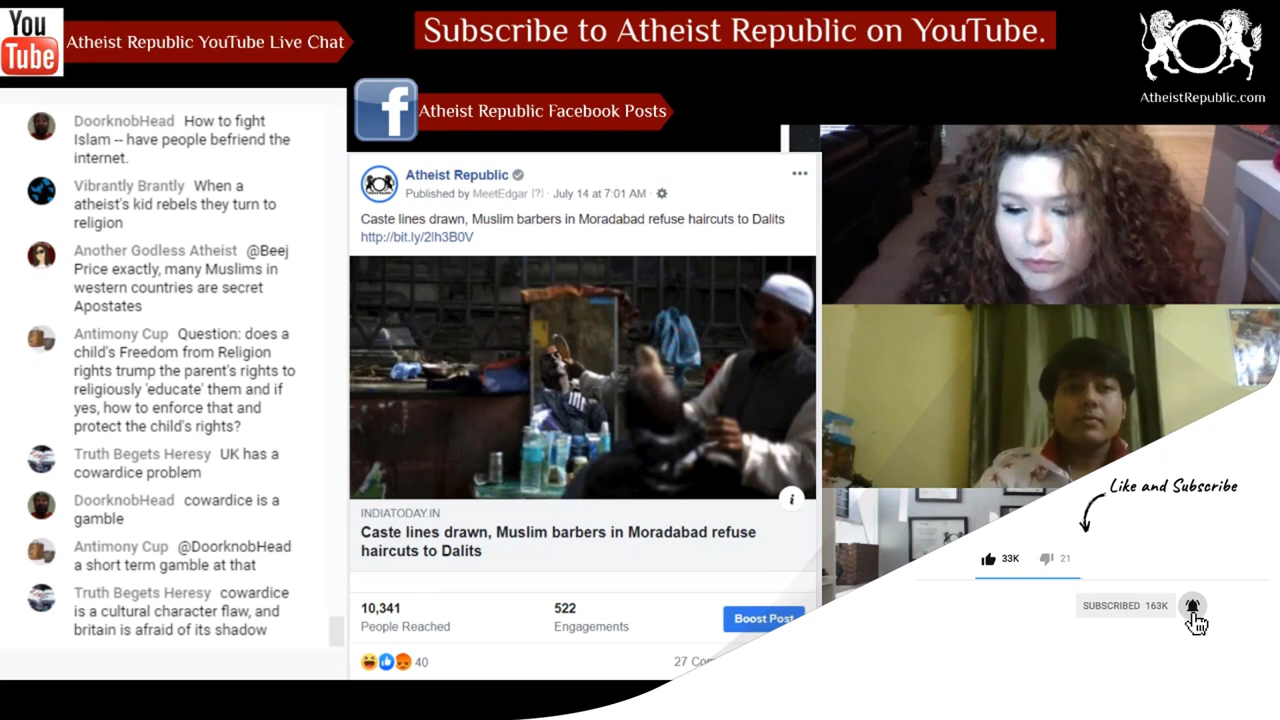 You
Tube
Atheist Republic YouTube Live Chat
Subscribe to Atheist Republic on YouTube.
AtheistRepublic.com
f
Atheist Republic Facebook Posts
DoorknobHead How to fight
Islam -- have people befriend the
internet.
Vibrantly Brantly When a
atheist's kid rebels they turn to
religion
Another Godless Atheist @Beej
Price exactly, many Muslims in
western countries are secret
Apostates
Antimony Cup Question: does a
child's Freedom from Religion
rights trump the parent's rights to
religiously 'educate' them and if
yes, how to enforce that and
protect the child's rights?
Truth Begets Heresy UK has a
cowardice problem
DoorknobHead cowardice is a
gamble
Antimony Cup @DoorknobHead
a short term gamble at that
Truth Begets Heresy cowardice
is a cultural character flaw, and
britain is afraid of its shadow
Atheist Republic
Published by MeetEdgar [?] · July 14 at 7:01 AM ·
Caste lines drawn, Muslim barbers in Moradabad refuse haircuts to Dalits
http://bit.ly/2lh3B0V
i
INDIATODAY.IN
Caste lines drawn, Muslim barbers in Moradabad refuse
haircuts to Dalits
10,341
People Reached
522
Engagements
Boost Post
40
27
Like and Subscribe
33K
21
SUBSCRIBED 163K